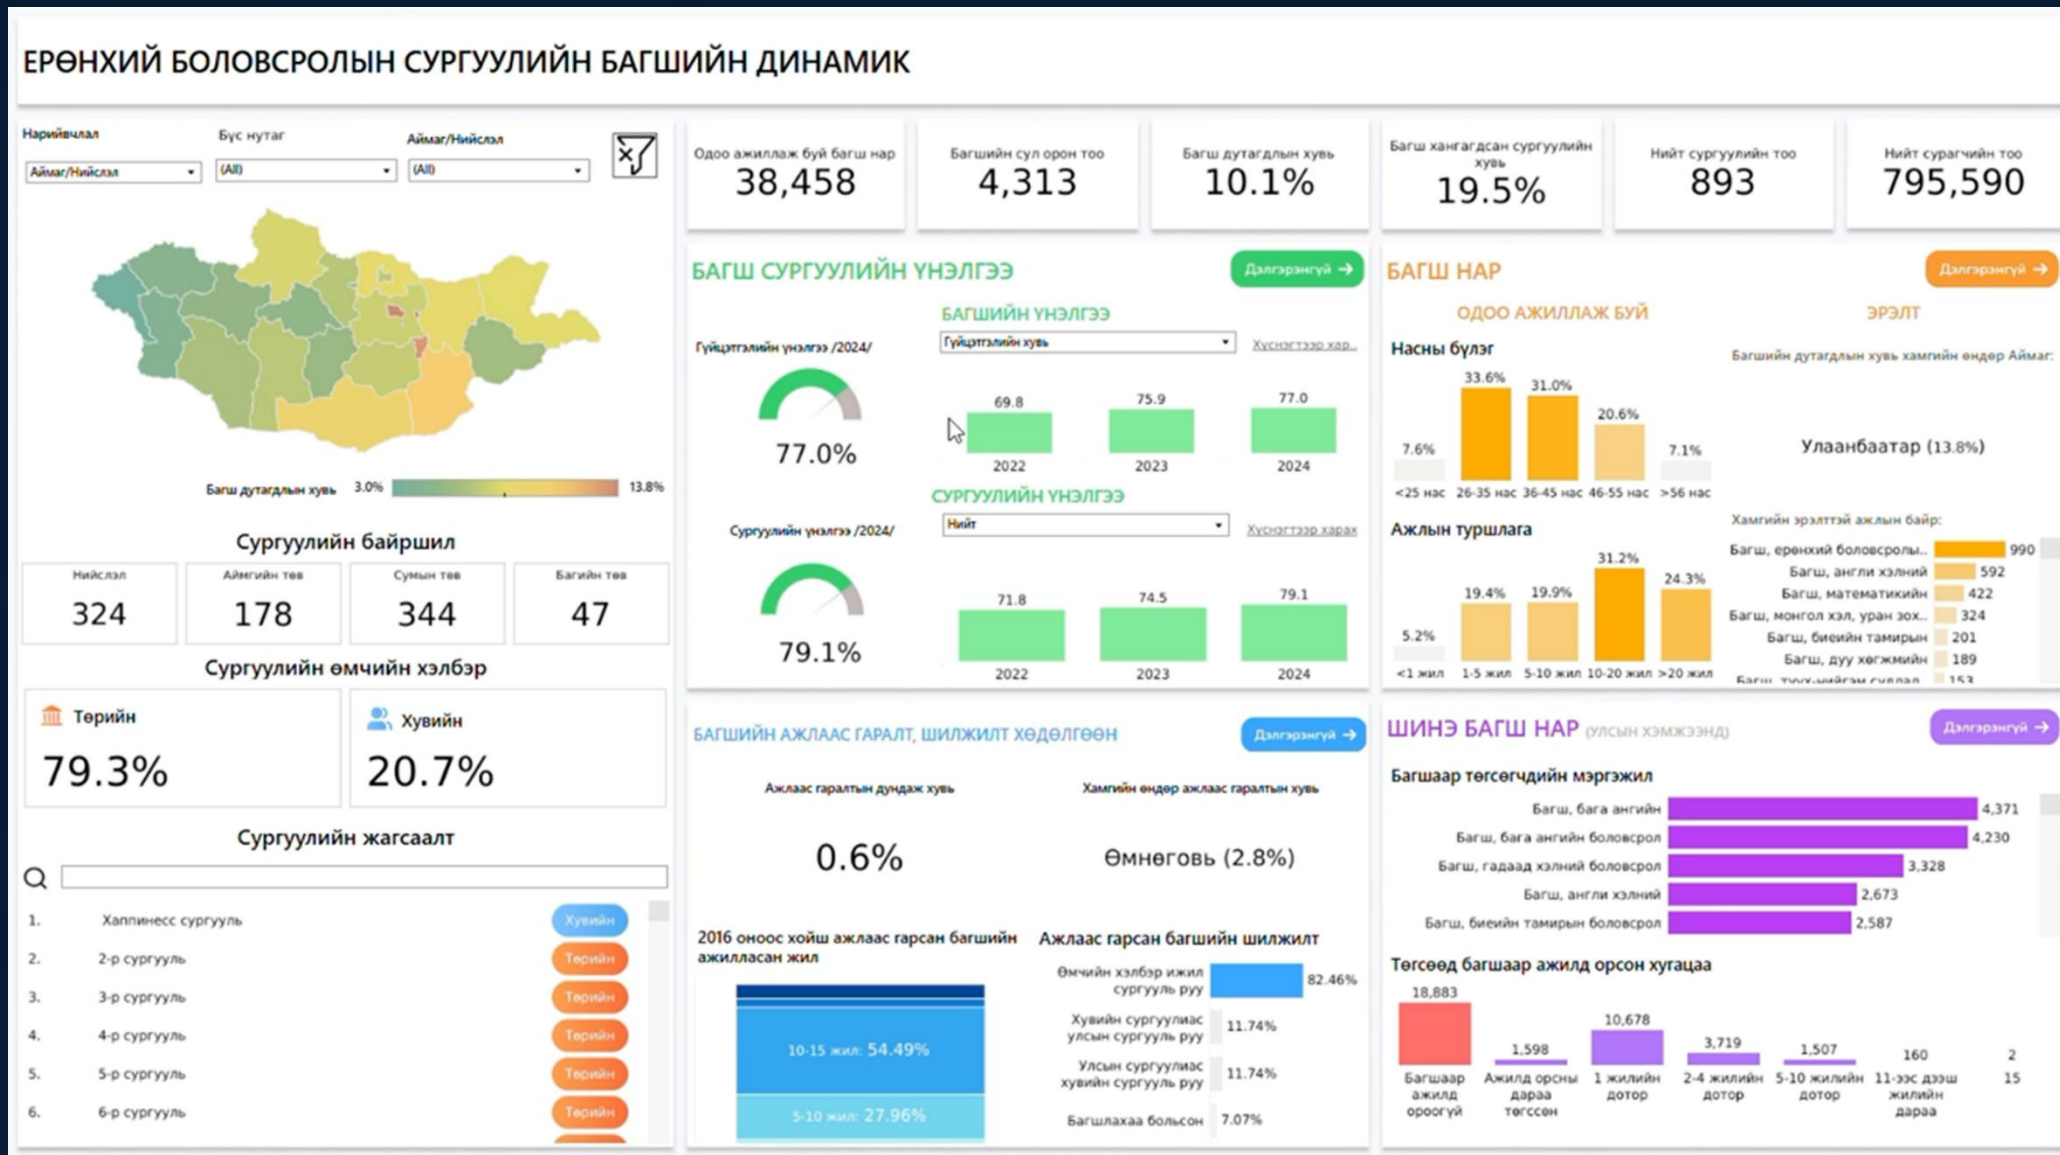 ЕРӨНХИЙ БОЛОВСРОЛЫН СУРГУУЛИЙН БАГШИЙН ДИНАМИК
Нарийвчлал
Бүс нутаг
Аймаг/Нийслэл
Аймаг/Нийслэл
(All)
(All)
Багш дутагдлын хувь
3.0%
13.8%
Сургуулийн байршил
Нийслэл
Аймгийн төв
Сумын төв
Багийн төв
324
178
344
47
Сургуулийн өмчийн хэлбэр
Төрийн
Хувийн
79.3%
20.7%
Сургуулийн жагсаалт
1. Хаппинесс сургууль Хувийн
2. 2-р сургууль Төрийн
3. 3-р сургууль Төрийн
4. 4-р сургууль Төрийн
5. 5-р сургууль Төрийн
6. 6-р сургууль Төрийн
Одоо ажиллаж буй багш нар
38,458
Багшийн сул орон тоо
4,313
Багш дутагдлын хувь
10.1%
Багш хангагдсан сургуулийн
хувь
19.5%
Нийт сургуулийн тоо
893
Нийт сурагчийн тоо
795,590
БАГШ СУРГУУЛИЙН ҮНЭЛГЭЭ
Дэлгэрэнгүй →
БАГШИЙН ҮНЭЛГЭЭ
Гүйцэтгэлийн үнэлгээ /2024/
Гүйцэтгэлийн хувь
Хүснэгтээр хар..
77.0%
69.8
75.9
77.0
2022
2023
2024
СУРГУУЛИЙН ҮНЭЛГЭЭ
Сургуулийн үнэлгээ /2024/
Нийт
Хүснэгтээр харах
79.1%
71.8
74.5
79.1
2022
2023
2024
БАГШ НАР
Дэлгэрэнгүй →
ОДОО АЖИЛЛАЖ БУЙ
ЭРЭЛТ
Насны бүлэг
33.6%
31.0%
20.6%
7.6%
7.1%
<25 нас
26-35 нас
36-45 нас
46-55 нас
>56 нас
Ажлын туршлага
31.2%
24.3%
19.4%
19.9%
5.2%
<1 жил
1-5 жил
5-10 жил
10-20 жил
>20 жил
Багшийн дутагдлын хувь хамгийн өндөр Аймаг:
Улаанбаатар (13.8%)
Хамгийн эрэлттэй ажлын байр:
Багш, ерөнхий боловсролы.. 990
Багш, англи хэлний 592
Багш, математикийн 422
Багш, монгол хэл, уран зох.. 324
Багш, биеийн тамирын 201
Багш, дуу хөгжмийн 189
Багш, түүх-нийгэм судлал 153
БАГШИЙН АЖЛААС ГАРАЛТ, ШИЛЖИЛТ ХӨДӨЛГӨӨН
Дэлгэрэнгүй →
Ажлаас гаралтын дундаж хувь
0.6%
Хамгийн өндөр ажлаас гаралтын хувь
Өмнөговь (2.8%)
2016 оноос хойш ажлаас гарсан багшийн
ажилласан жил
10-15 жил: 54.49%
5-10 жил: 27.96%
Ажлаас гарсан багшийн шилжилт
Өмчийн хэлбэр ижил
сургууль руу
82.46%
Хувийн сургуулиас
улсын сургууль руу
11.74%
Улсын сургуулиас
хувийн сургууль руу
11.74%
Багшлахаа больсон 7.07%
ШИНЭ БАГШ НАР (УЛСЫН ХЭМЖЭЭНД)
Дэлгэрэнгүй →
Багшаар төгсөгчдийн мэргэжил
Багш, бага ангийн 4,371
Багш, бага ангийн боловсрол 4,230
Багш, гадаад хэлний боловсрол 3,328
Багш, англи хэлний 2,673
Багш, биеийн тамирын боловсрол 2,587
Төгсөөд багшаар ажилд орсон хугацаа
18,883
1,598
10,678
3,719
1,507
160
2
Багшаар
ажилд
ороогүй
Ажилд орсны
дараа
төгссөн
1 жилийн
дотор
2-4 жилийн
дотор
5-10 жилийн
дотор
11-ээс дээш
жилийн
дараа
15